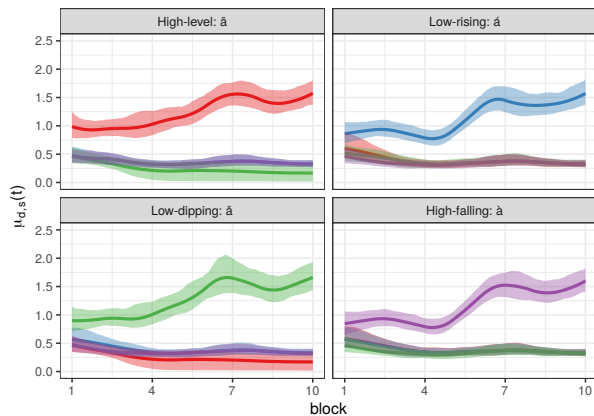 High-level: ā
Low-rising: á
2.5
2.0
1.5
1.0
0.5
0.0
Low-dipping: ǎ
High-falling: à
2.5
2.0
1.5
1.0
0.5
0.0
μd,s(t)
1 4 7 10 1 4 7 10
block